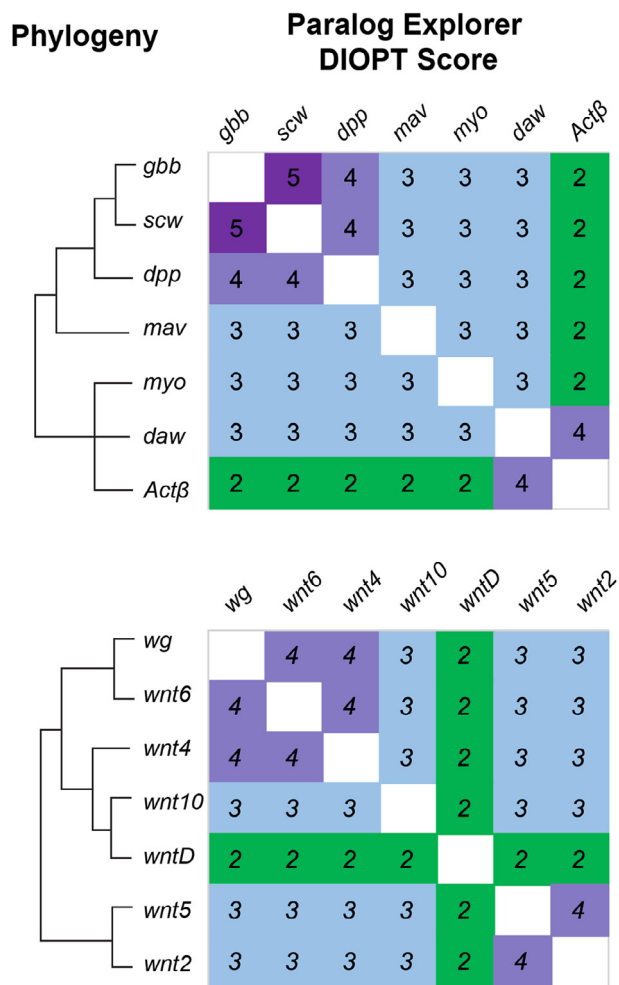 Phylogeny
Paralog Explorer
DIOPT Score
gbb scw dpp mav myo daw Actβ
gbb 5 4 3 3 3 2
scw 5 4 3 3 3 2
dpp 4 4 3 3 3 2
mav 3 3 3 3 3 2
myo 3 3 3 3 3 2
daw 3 3 3 3 3 4
Actβ 2 2 2 2 2 4
wg wnt6 wnt4 wnt10 wntD wnt5 wnt2
wg 4 4 3 2 3 3
wnt6 4 4 3 2 3 3
wnt4 4 4 3 2 3 3
wnt10 3 3 3 2 3 3
wntD 2 2 2 2 2 2
wnt5 3 3 3 3 2 4
wnt2 3 3 3 3 2 4